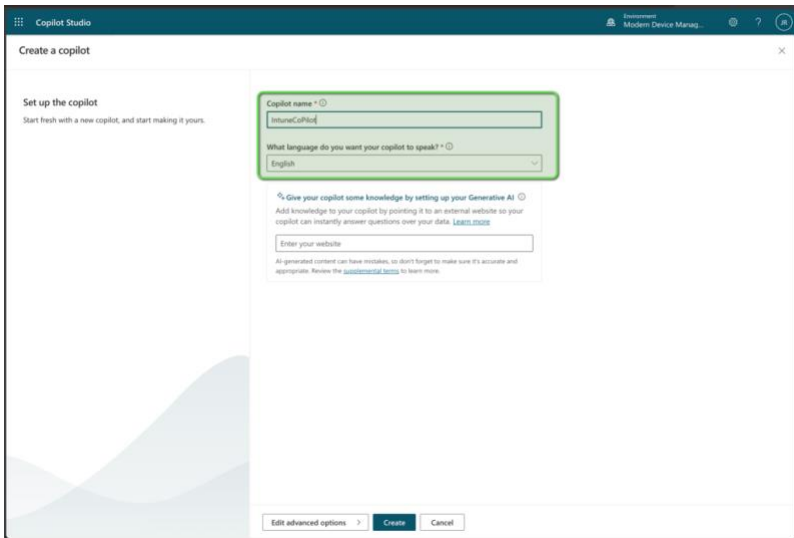 Copilot Studio
Environment
Modern Device Manag...
?
JR
Create a copilot
Set up the copilot
Start fresh with a new copilot, and start making it yours.
Copilot name *
IntuneCoPilot
What language do you want your copilot to speak? *
English
Give your copilot some knowledge by setting up your Generative AI
Add knowledge to your copilot by pointing it to an external website so your
copilot can instantly answer questions over your data. Learn more
Enter your website
AI-generated content can have mistakes, so don't forget to make sure it's accurate and
appropriate. Review the supplemental terms to learn more.
Edit advanced options >
Create
Cancel